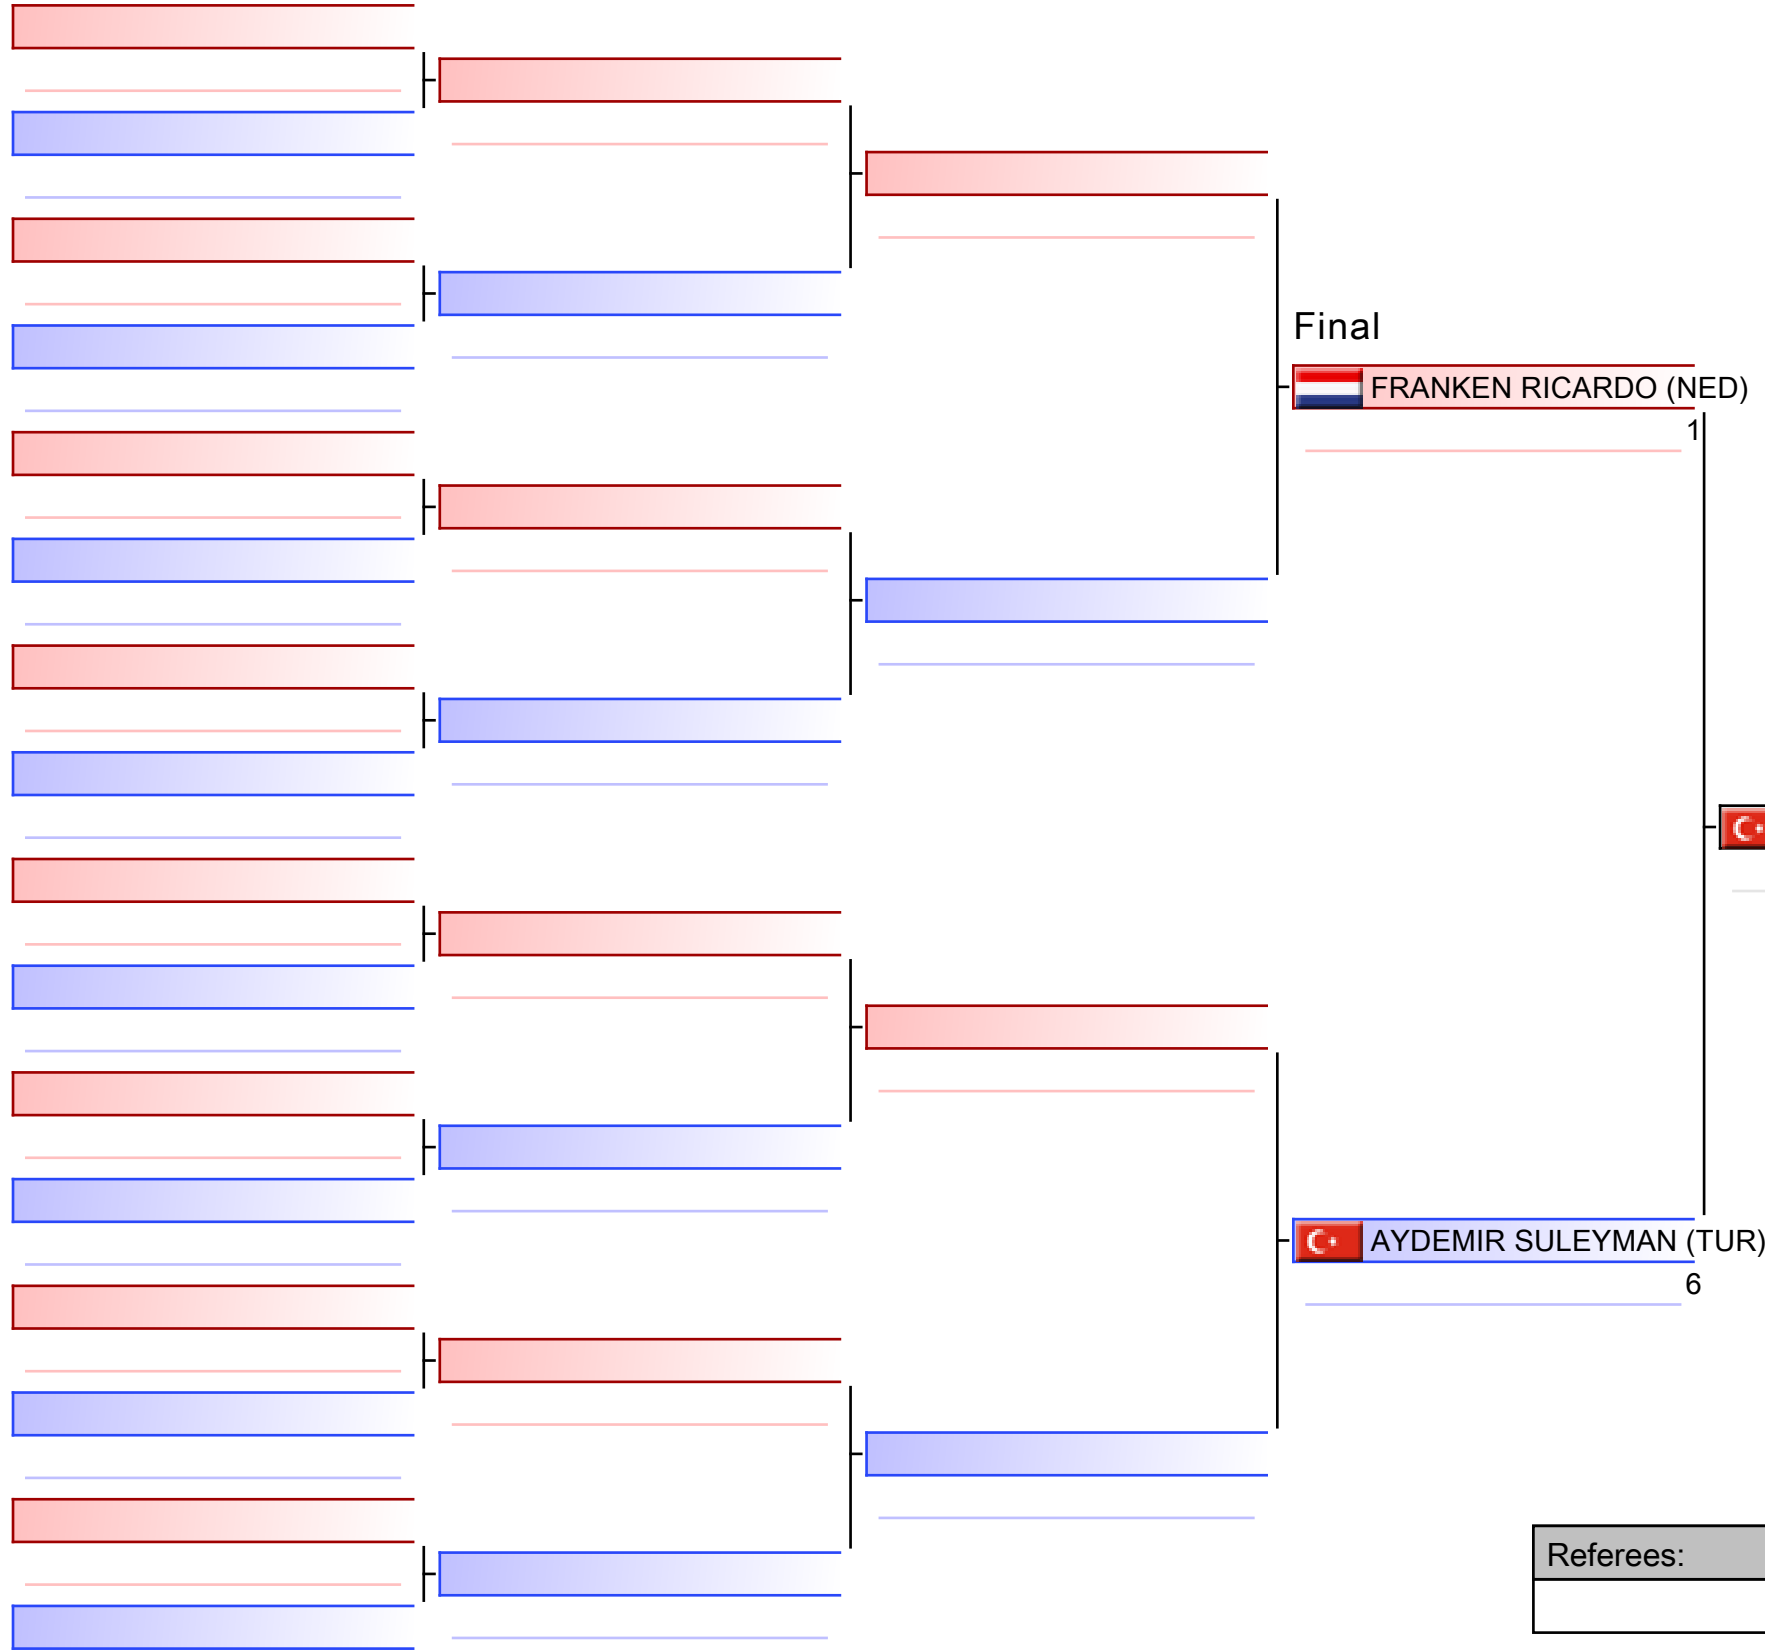 Final
FRANKEN RICARDO (NED)
1
AYDEMIR SULEYMAN (TUR)
6
Referees: